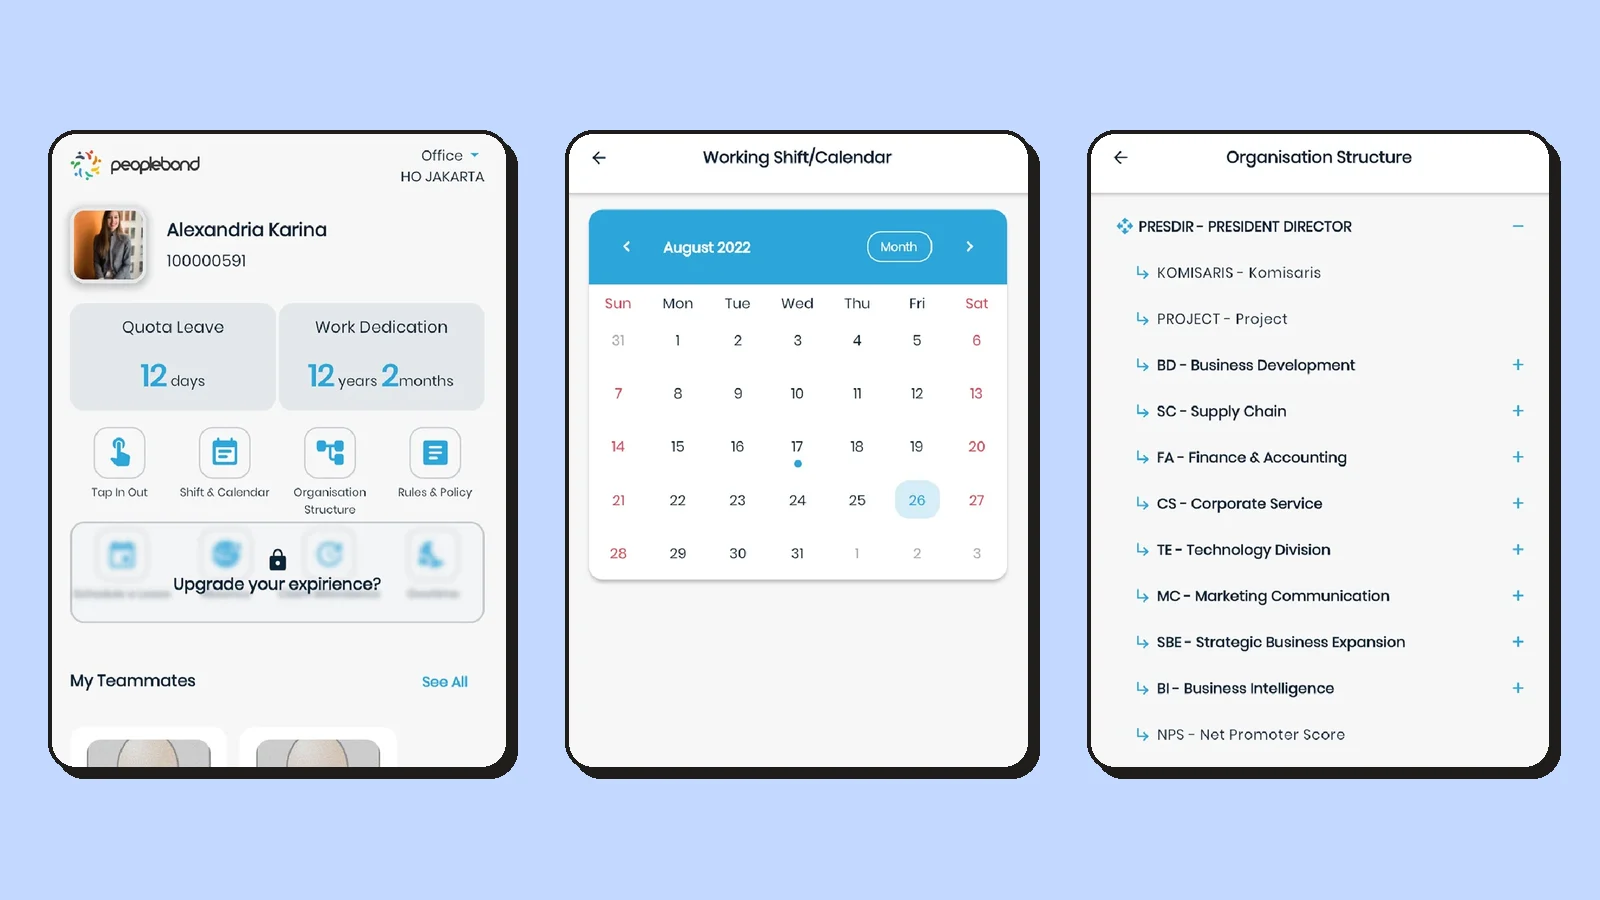 peoplebond
Office
HO JAKARTA
Alexandria Karina
100000591
Quota Leave
12 days
Work Dedication
12 years 2 months
Tap In Out
Shift & Calendar
Organisation
Structure
Rules & Policy
Upgrade your expirience?
My Teammates
See All
Working Shift/Calendar
August 2022
Month
Sun Mon Tue Wed Thu Fri Sat
31 1 2 3 4 5 6
7 8 9 10 11 12 13
14 15 16 17 18 19 20
21 22 23 24 25 26 27
28 29 30 31 1 2 3
Organisation Structure
PRESDIR - PRESIDENT DIRECTOR
KOMISARIS - Komisaris
PROJECT - Project
BD - Business Development
SC - Supply Chain
FA - Finance & Accounting
CS - Corporate Service
TE - Technology Division
MC - Marketing Communication
SBE - Strategic Business Expansion
BI - Business Intelligence
NPS - Net Promoter Score